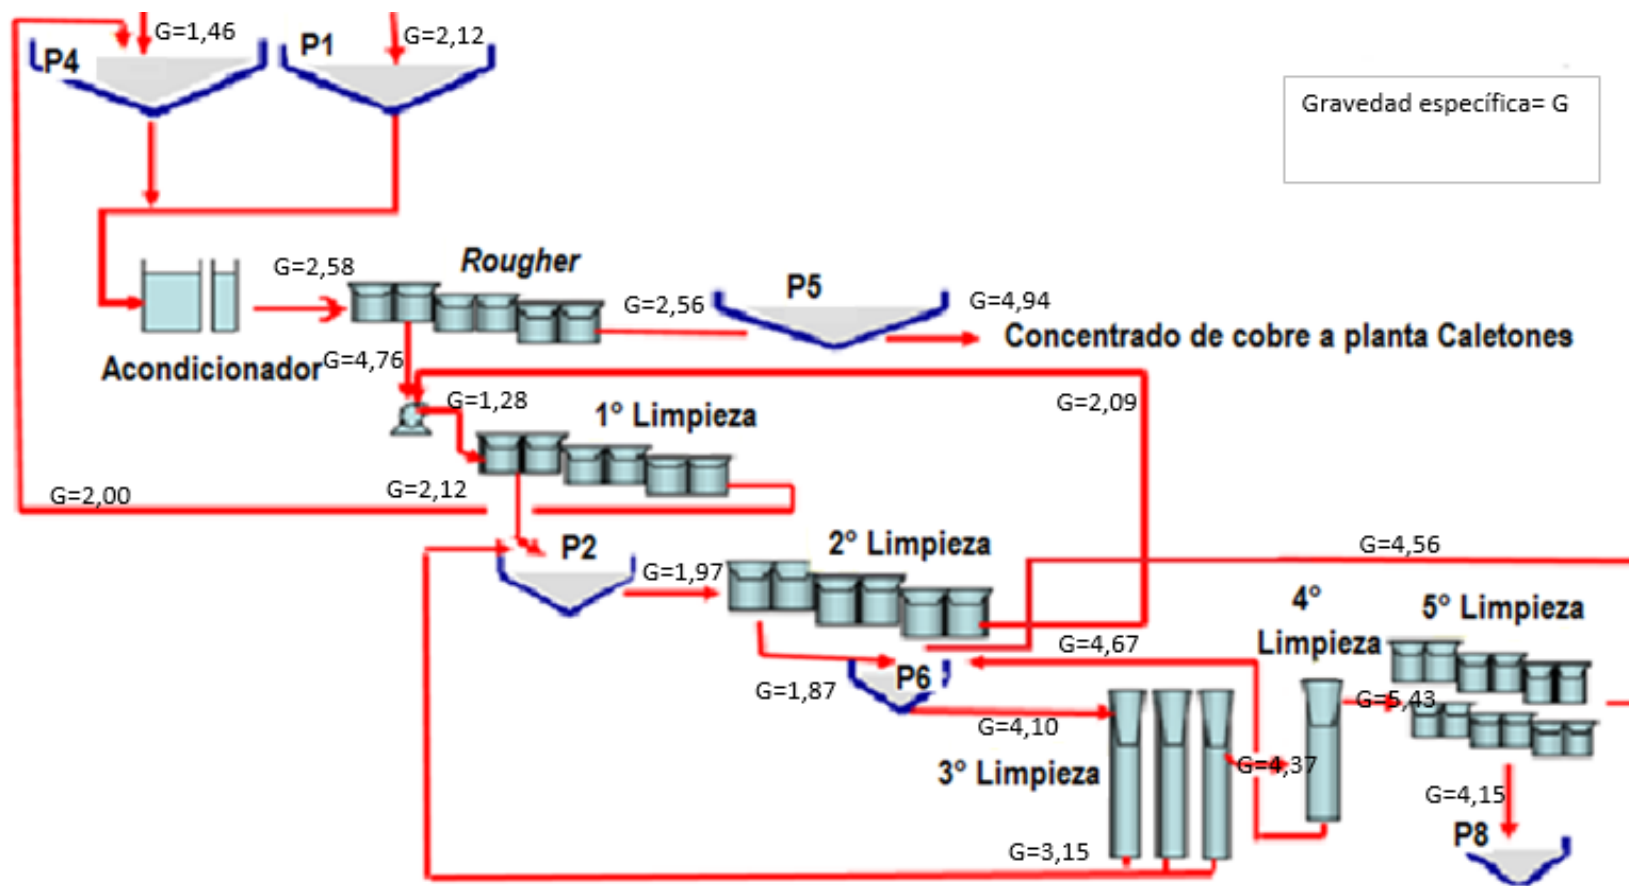 G=1,46
G=2,12
P4
P1
Gravedad específica= G
Rougher
G=2,58
P5
G=2,56
G=4,94
Concentrado de cobre a planta Caletones
Acondicionador
G=4,76
G=1,28
1° Limpieza
G=2,09
G=2,00
G=2,12
P2
2° Limpieza
G=4,56
G=1,97
4°
Limpieza
5° Limpieza
G=4,67
P6
G=1,87
G=5,43
G=4,10
3° Limpieza
G=4,37
G=4,15
P8
G=3,15